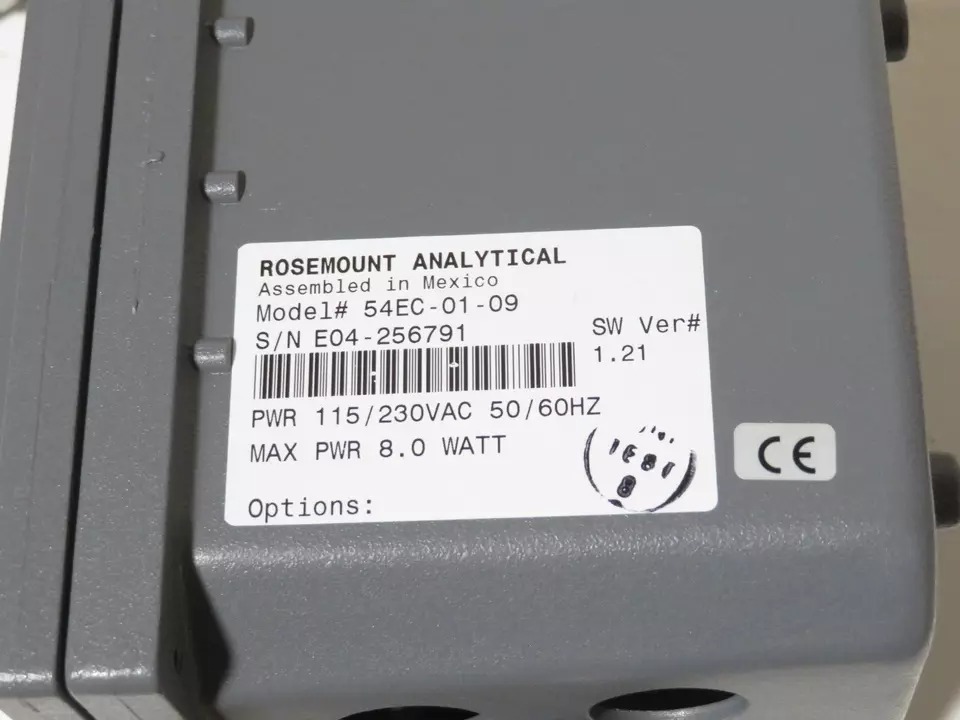 ROSEMOUNT ANALYTICAL
Assembled in Mexico
Model# 54EC-01-09
S/N E04-256791
SW Ver#
1.21
PWR 115/230VAC 50/60HZ
MAX PWR 8.0 WATT
Options:
CE